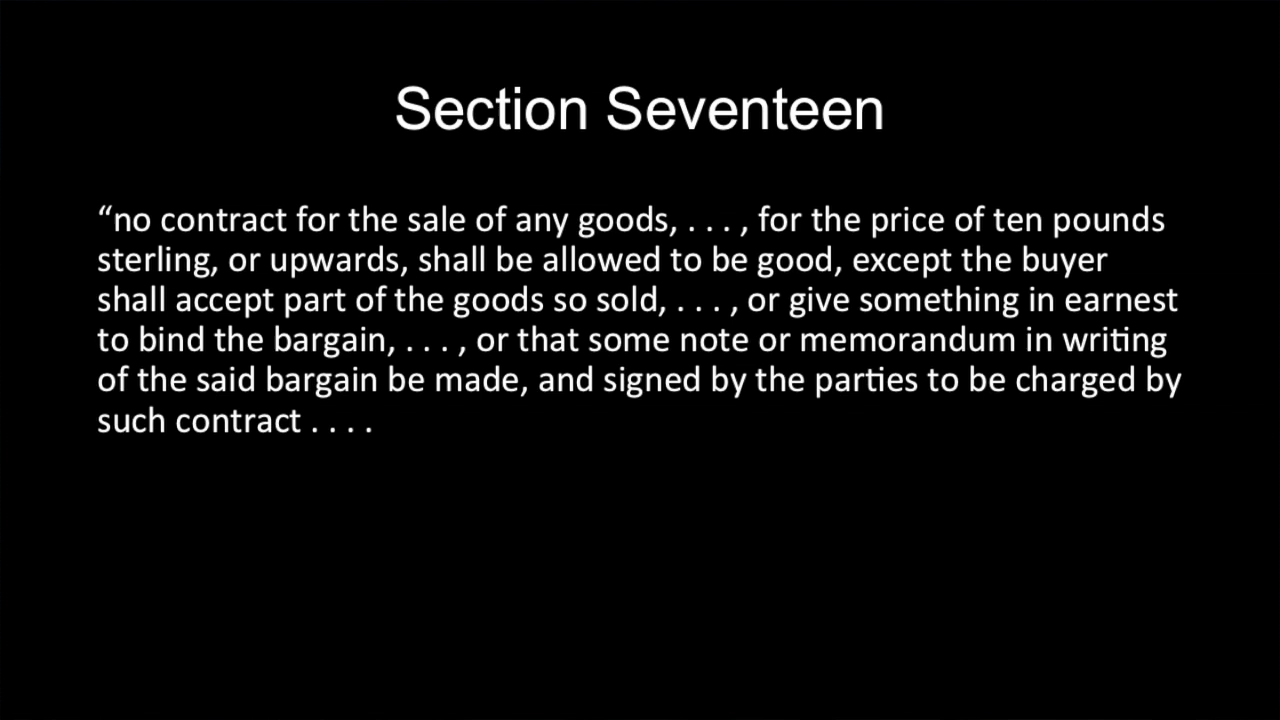 Section Seventeen
“no contract for the sale of any goods, . . . , for the price of ten pounds
sterling, or upwards, shall be allowed to be good, except the buyer
shall accept part of the goods so sold, . . . , or give something in earnest
to bind the bargain, . . . , or that some note or memorandum in writing
of the said bargain be made, and signed by the parties to be charged by
such contract . . . .